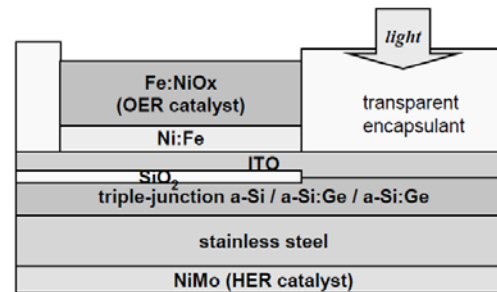 light
Fe:NiOx
(OER catalyst)
transparent
encapsulant
Ni:Fe
ITO
SiO₂
triple-junction a-Si / a-Si:Ge / a-Si:Ge
stainless steel
NiMo (HER catalyst)